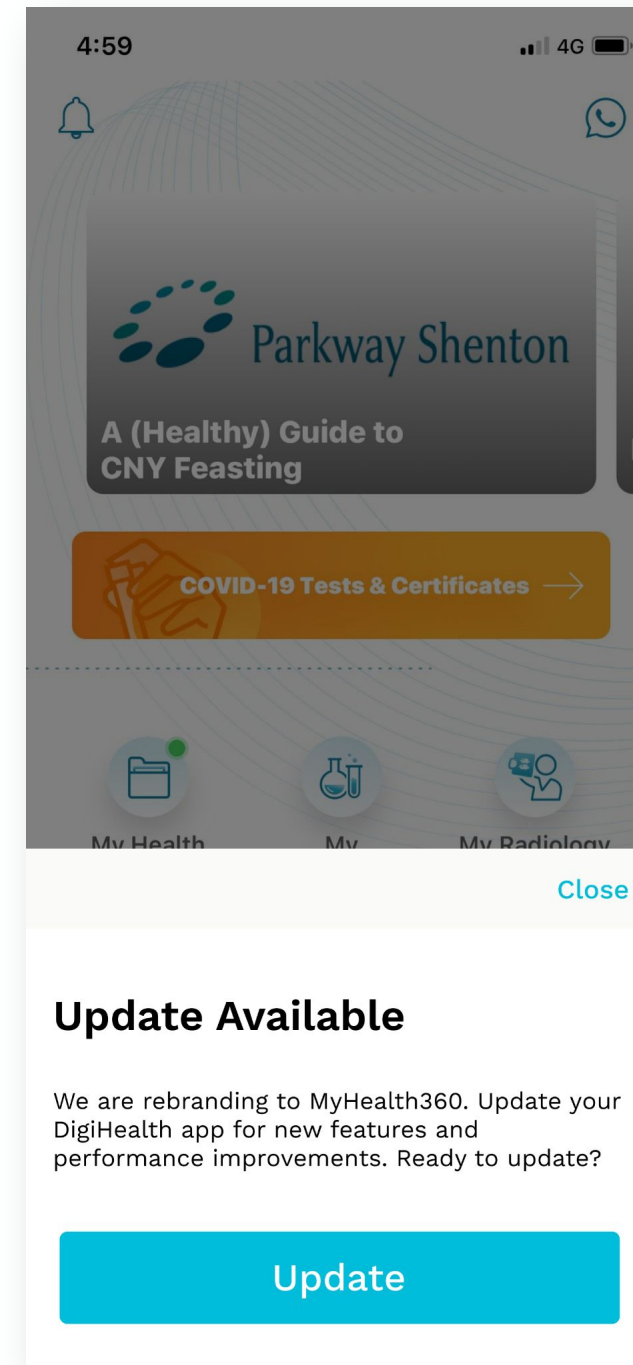 4:59
4G
Parkway Shenton
A (Healthy) Guide to
CNY Feasting
COVID-19 Tests & Certificates
My Health
My
My Radiology
Close
Update Available
We are rebranding to MyHealth360. Update your
DigiHealth app for new features and
performance improvements. Ready to update?
Update